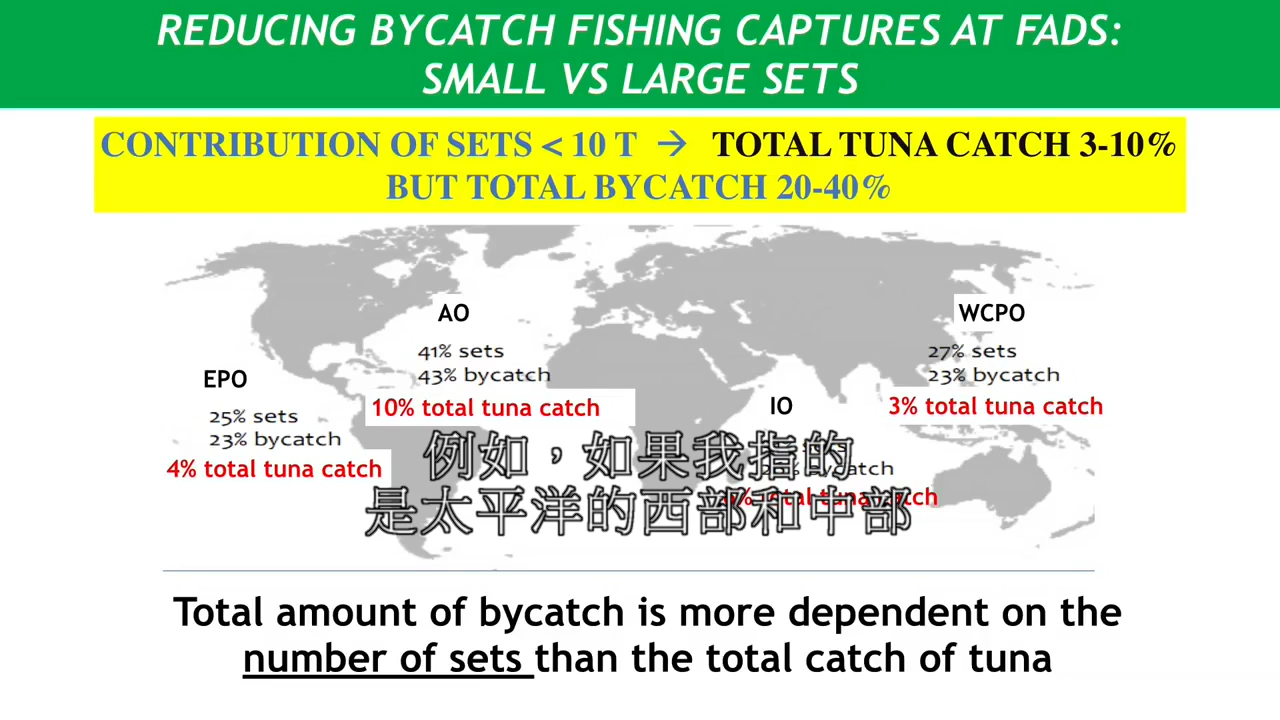 REDUCING BYCATCH FISHING CAPTURES AT FADS:
SMALL VS LARGE SETS
CONTRIBUTION OF SETS < 10 T → TOTAL TUNA CATCH 3-10%
BUT TOTAL BYCATCH 20-40%
AO
41% sets
43% bycatch
10% total tuna catch
WCPO
27% sets
23% bycatch
3% total tuna catch
EPO
25% sets
23% bycatch
4% total tuna catch
IO
bycatch
total tuna catch
例如，如果我指的
是太平洋的西部和中部
Total amount of bycatch is more dependent on the
number of sets than the total catch of tuna